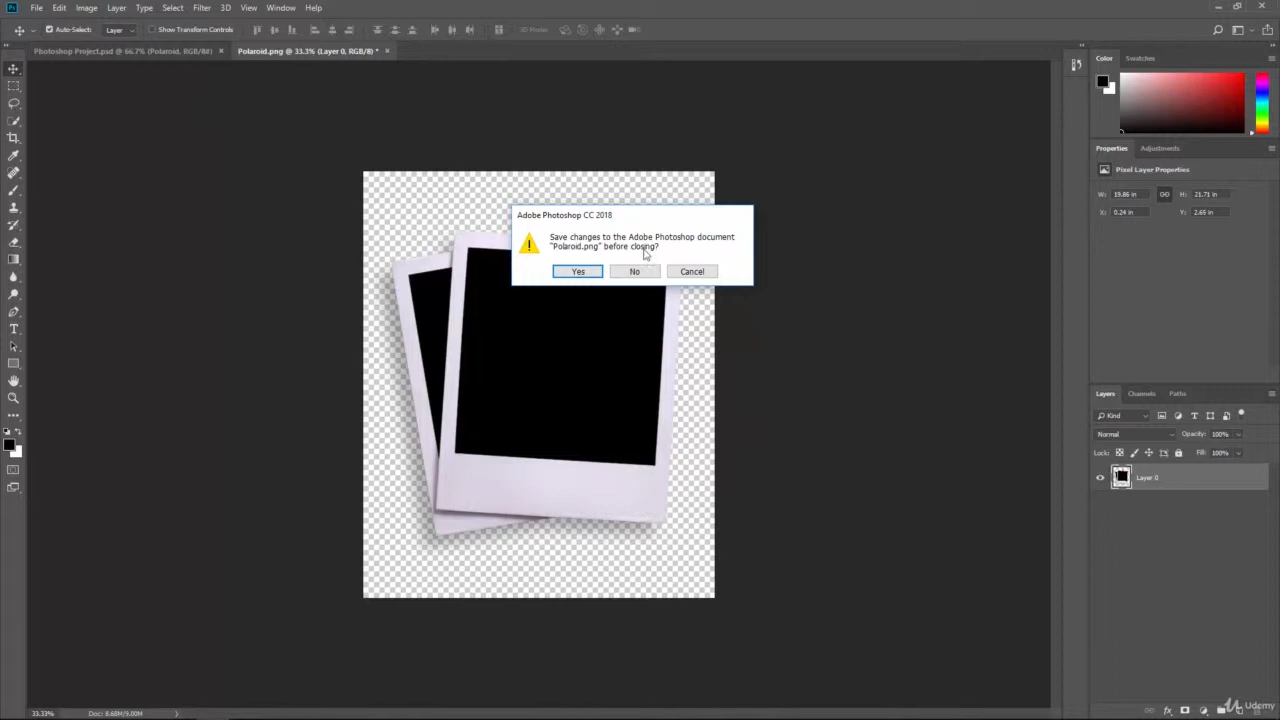 Ps File Edit Image Layer Type Select Filter 3D View Window Help
Auto-Select: Layer Show Transform Controls 3D Mode:
Photoshop Project.psd @ 66.7% (Polaroid, RGB/8#) × Polaroid.png @ 33.3% (Layer 0, RGB/8) * ×
Color Swatches
Properties Adjustments
Pixel Layer Properties
W: 19.86 in H: 21.71 in
X: 0.24 in Y: 2.65 in
Adobe Photoshop CC 2018
Save changes to the Adobe Photoshop document
"Polaroid.png" before closing?
Yes No Cancel
Layers Channels Paths
Kind
Normal Opacity: 100%
Lock: Fill: 100%
Layer 0
33.33% Doc: 8.68M/9.00M
Udemy